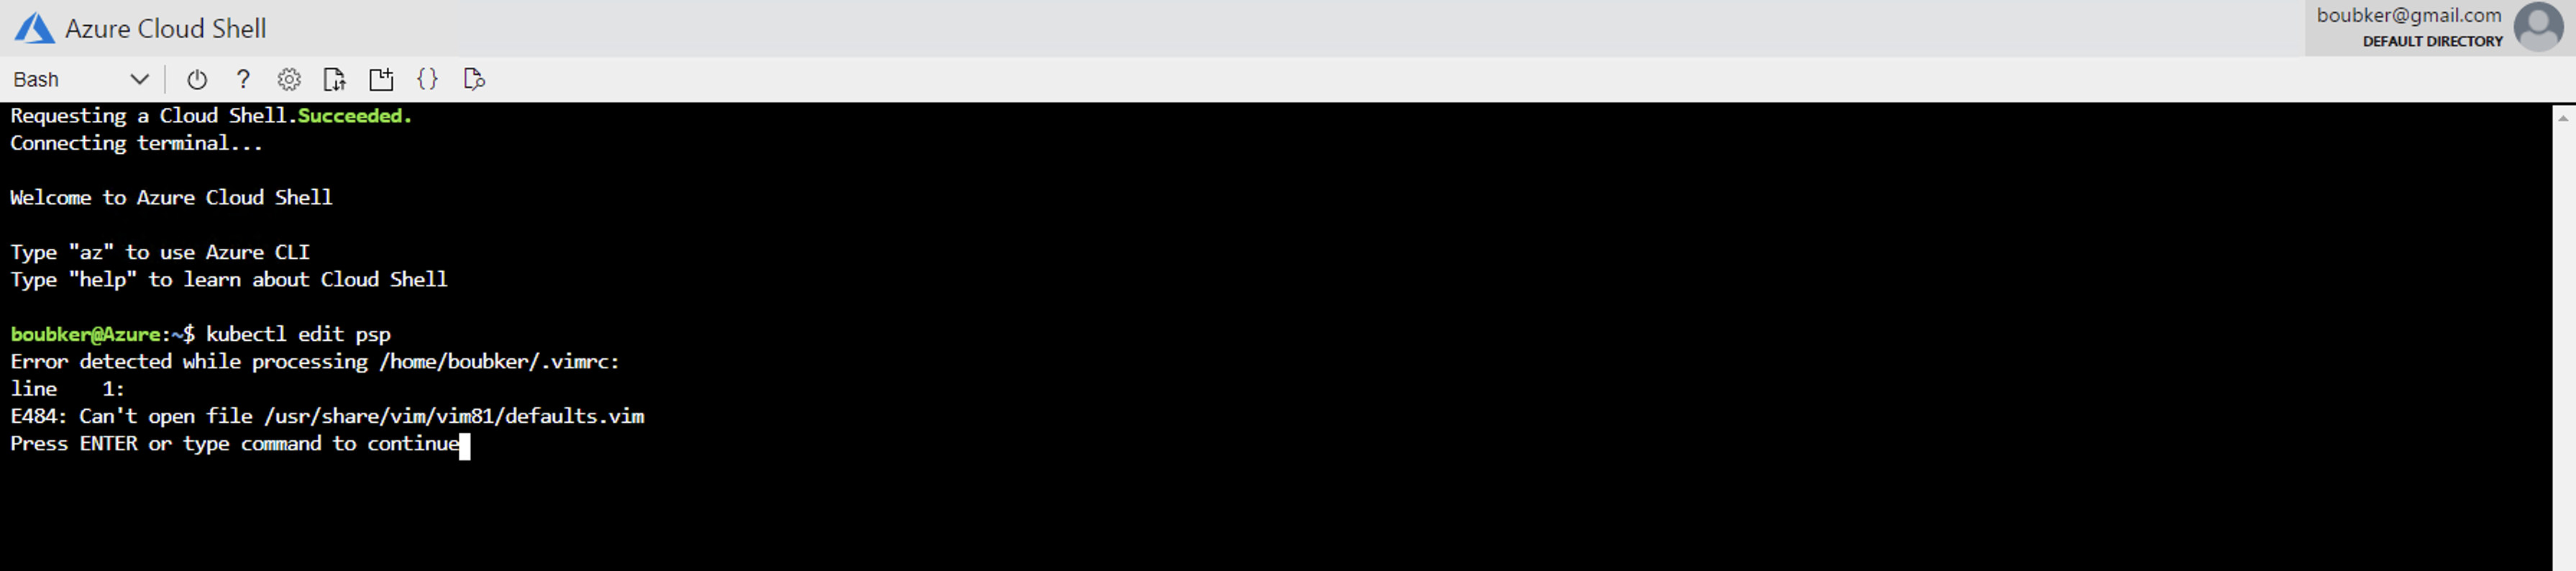 Azure Cloud Shell
boubker@gmail.com
DEFAULT DIRECTORY
Bash
?
{}
Requesting a Cloud Shell.Succeeded.
Connecting terminal...
Welcome to Azure Cloud Shell
Type "az" to use Azure CLI
Type "help" to learn about Cloud Shell
boubker@Azure:~$ kubectl edit psp
Error detected while processing /home/boubker/.vimrc:
line    1:
E484: Can't open file /usr/share/vim/vim81/defaults.vim
Press ENTER or type command to continue